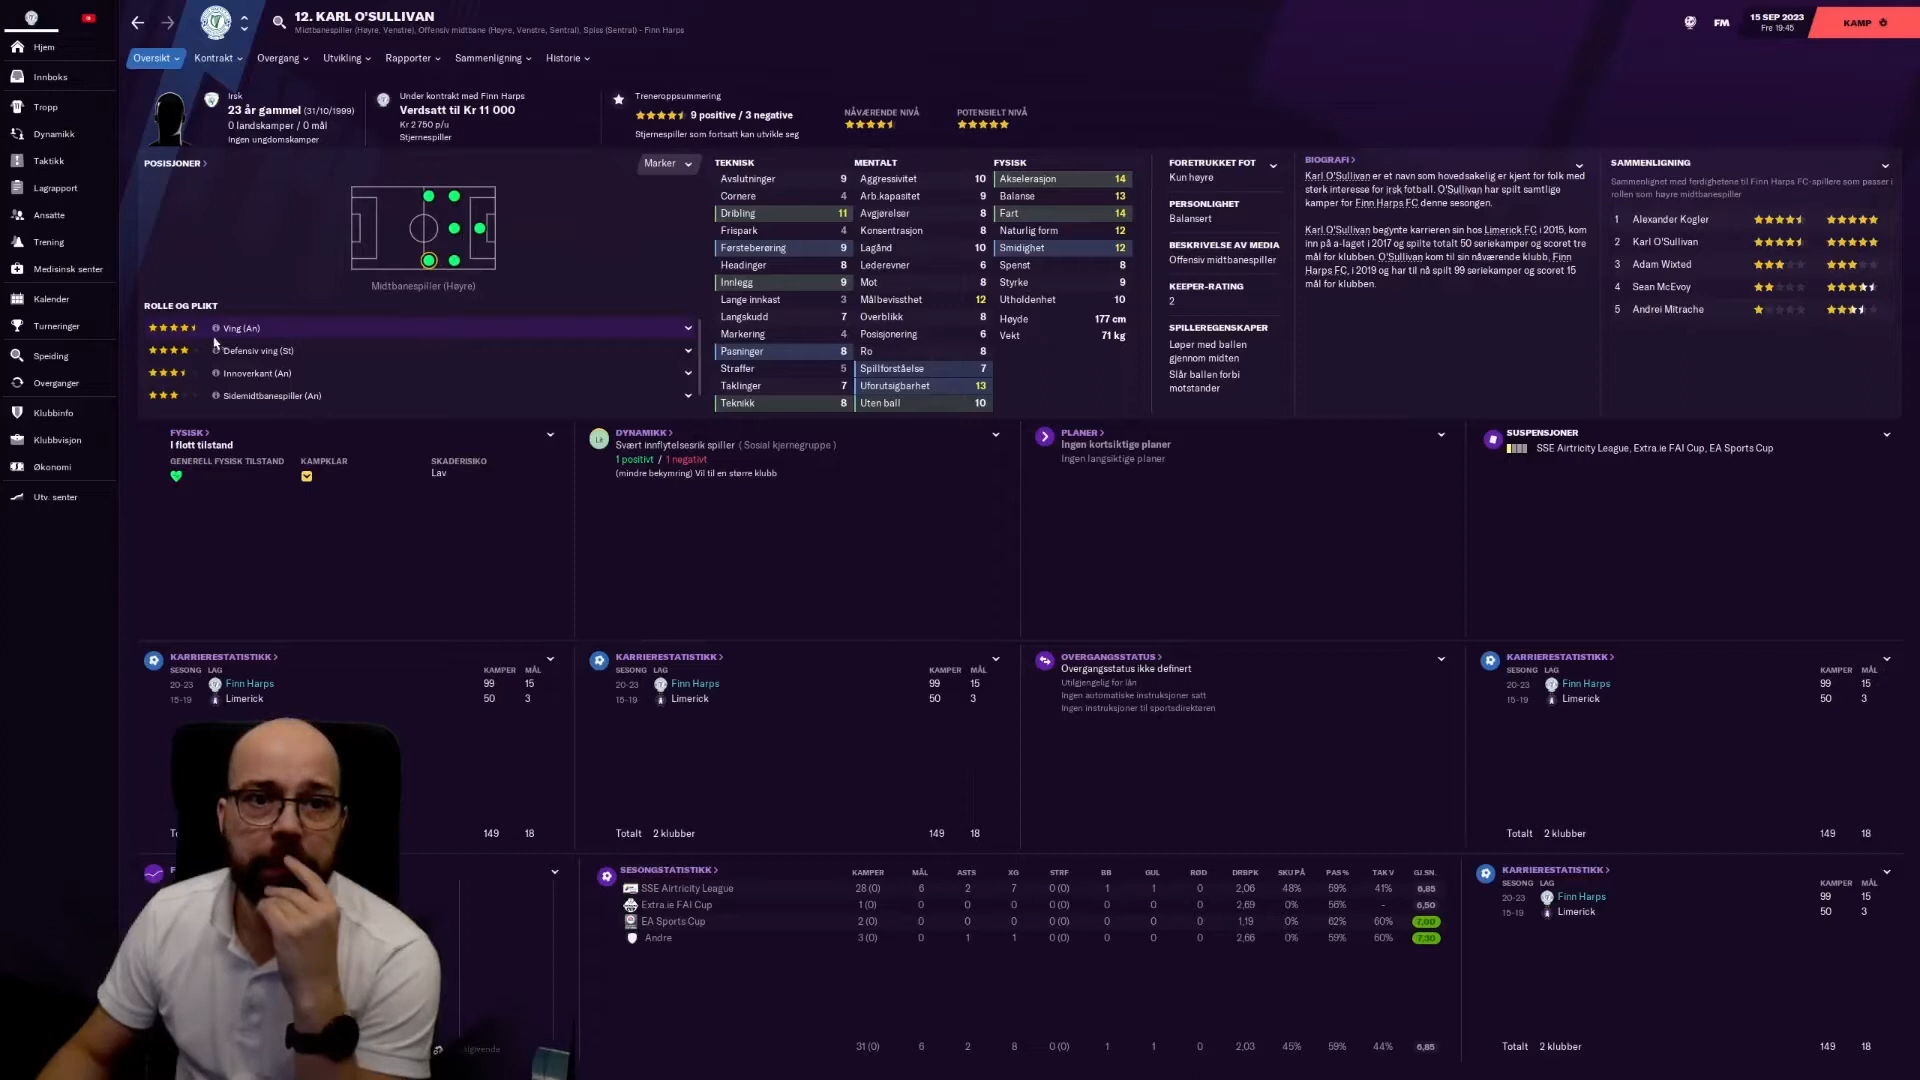 12. KARL O'SULLIVAN
Midtbanespiller (Høyre, Venstre), Offensiv midtbane (Høyre, Venstre, Sentral), Spiss (Sentral) - Finn Harps
FM
15 SEP 2023
Fre 19:45
KAMP
Hjem
Innboks
Tropp
Dynamikk
Taktikk
Lagrapport
Ansatte
Trening
Medisinsk senter
Kalender
Turneringer
Speiding
Overganger
Klubbinfo
Klubbvisjon
Økonomi
Utv. senter
Oversikt Kontrakt Overgang Utvikling Rapporter Sammenligning Historie
Irsk
23 år gammel (31/10/1999)
0 landskamper / 0 mål
Ingen ungdomskamper
Under kontrakt med Finn Harps
Verdsatt til Kr 11 000
Kr 2 750 p/u
Stjernespiller
Treneroppsummering
9 positive / 3 negative
Stjernespiller som fortsatt kan utvikle seg
NÅVÆRENDE NIVÅ
POTENSIELT NIVÅ
POSISJONER
Marker
Midtbanespiller (Høyre)
ROLLE OG PLIKT
Ving (An)
Defensiv ving (St)
Innoverkant (An)
Sidemidtbanespiller (An)
TEKNISK
Avslutninger 9
Cornere 4
Dribling 11
Frispark 4
Førsteberøring 9
Headinger 8
Innlegg 9
Lange innkast 3
Langskudd 7
Markering 4
Pasninger 8
Straffer 5
Taklinger 7
Teknikk 8
MENTALT
Aggressivitet 10
Arb.kapasitet 9
Avgjørelser 8
Konsentrasjon 8
Lagånd 10
Lederevner 6
Mot 8
Målbevissthet 12
Overblikk 8
Posisjonering 6
Ro 8
Spillforståelse 7
Uforutsigbarhet 13
Uten ball 10
FYSISK
Akselerasjon 14
Balanse 13
Fart 14
Naturlig form 12
Smidighet 12
Spenst 8
Styrke 9
Utholdenhet 10
Høyde 177 cm
Vekt 71 kg
FORETRUKKET FOT
Kun høyre
PERSONLIGHET
Balansert
BESKRIVELSE AV MEDIA
Offensiv midtbanespiller
KEEPER-RATING
2
SPILLEREGENSKAPER
Løper med ballen
gjennom midten
Slår ballen forbi
motstander
BIOGRAFI
Karl O'Sullivan er et navn som hovedsakelig er kjent for folk med
sterk interesse for irsk fotball. O'Sullivan har spilt samtlige
kamper for Finn Harps FC denne sesongen.
Karl O'Sullivan begynte karrieren sin hos Limerick FC i 2015, kom
inn på a-laget i 2017 og spilte totalt 50 seriekamper og scoret tre
mål for klubben. O'Sullivan kom til sin nåværende klubb, Finn
Harps FC, i 2019 og har til nå spilt 99 seriekamper og scoret 15
mål for klubben.
SAMMENLIGNING
Sammenlignet med ferdighetene til Finn Harps FC-spillere som passer i
rollen som høyre midtbanespiller
1 Alexander Kogler
2 Karl O'Sullivan
3 Adam Wixted
4 Sean McEvoy
5 Andrei Mitrache
FYSISK
I flott tilstand
GENERELL FYSISK TILSTAND KAMPKLAR SKADERISIKO
Lav
DYNAMIKK
Svært innflytelsesrik spiller ( Sosial kjernegruppe )
1 positivt / 1 negativt
(mindre bekymring) Vil til en større klubb
PLANER
Ingen kortsiktige planer
Ingen langsiktige planer
SUSPENSJONER
SSE Airtricity League, Extra.ie FAI Cup, EA Sports Cup
KARRIERESTATISTIKK
SESONG LAG KAMPER MÅL
20-23 Finn Harps 99 15
15-19 Limerick 50 3
149 18
KARRIERESTATISTIKK
SESONG LAG KAMPER MÅL
20-23 Finn Harps 99 15
15-19 Limerick 50 3
Totalt 2 klubber 149 18
OVERGANGSSTATUS
Overgangsstatus ikke definert
Utilgjengelig for lån
Ingen automatiske instruksjoner satt
Ingen instruksjoner til sportsdirektøren
KARRIERESTATISTIKK
SESONG LAG KAMPER MÅL
20-23 Finn Harps 99 15
15-19 Limerick 50 3
Totalt 2 klubber 149 18
SESONGSTATISTIKK
KAMPER MÅL ASTS XG STRF BB GUL RØD DRBPK SKU PÅ PAS % TAK V GJ.SN.
SSE Airtricity League 28 (0) 6 2 7 0 (0) 1 1 0 2,06 48% 59% 41% 6,85
Extra.ie FAI Cup 1 (0) 0 0 0 0 (0) 0 0 0 2,69 0% 56% - 6,50
EA Sports Cup 2 (0) 0 0 0 0 (0) 0 0 0 1,19 0% 62% 60% 7,00
Andre 3 (0) 0 1 1 0 (0) 0 0 0 2,66 0% 59% 60% 7,30
31 (0) 6 2 8 0 (0) 1 1 0 2,03 45% 59% 44% 6,85
KARRIERESTATISTIKK
SESONG LAG KAMPER MÅL
20-23 Finn Harps 99 15
15-19 Limerick 50 3
Totalt 2 klubber 149 18